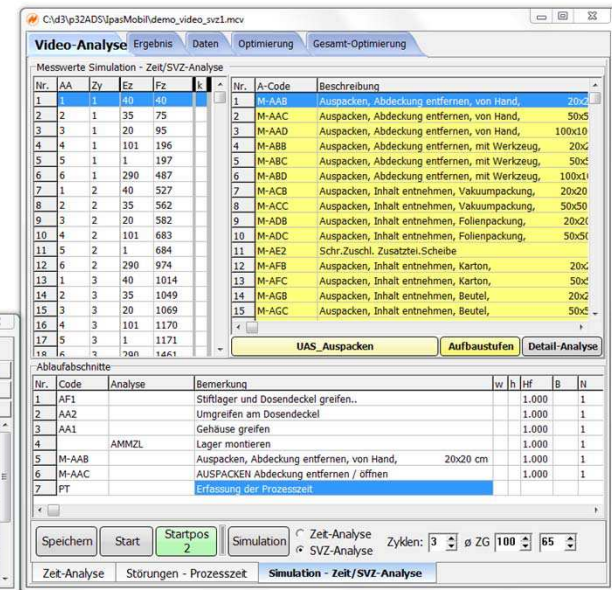 C:\d3\p32ADS\IpasMobil\demo_video_svz1.mcv
Video-Analyse Ergebnis Daten Optimierung Gesamt-Optimierung
Messwerte Simulation - Zeit/SVZ-Analyse
Nr. AA Zy Ez Fz k
1 1 1 40 40
2 2 1 35 75
3 3 1 20 95
4 4 1 101 196
5 5 1 1 197
6 6 1 290 487
7 1 2 40 527
8 2 2 35 562
9 3 2 20 582
10 4 2 101 683
11 5 2 1 684
12 6 2 290 974
13 1 3 40 1014
14 2 3 35 1049
15 3 3 20 1069
16 4 3 101 1170
17 5 3 1 1171
18 6 3 290 1461
Nr. A-Code Beschreibung
1 M-AAB Auspacken, Abdeckung entfernen, von Hand, 20x2
2 M-AAC Auspacken, Abdeckung entfernen, von Hand, 50x5
3 M-AAD Auspacken, Abdeckung entfernen, von Hand, 100x10
4 M-ABB Auspacken, Abdeckung entfernen, mit Werkzeug, 20x2
5 M-ABC Auspacken, Abdeckung entfernen, mit Werkzeug, 50x5
6 M-ABD Auspacken, Abdeckung entfernen, mit Werkzeug, 100x1
7 M-ACB Auspacken, Inhalt entnehmen, Vakuumpackung, 20x20
8 M-ACC Auspacken, Inhalt entnehmen, Vakuumpackung, 50x50
9 M-ADB Auspacken, Inhalt entnehmen, Folienpackung, 20x20
10 M-ADC Auspacken, Inhalt entnehmen, Folienpackung, 50x50
11 M-AE2 Schr.Zuschl. Zusatztei.Scheibe
12 M-AFB Auspacken, Inhalt entnehmen, Karton, 20x2
13 M-AFC Auspacken, Inhalt entnehmen, Karton, 50x5
14 M-AGB Auspacken, Inhalt entnehmen, Beutel, 20x2
15 M-AGC Auspacken, Inhalt entnehmen, Beutel, 50x5
UAS_Auspacken Aufbaustufen Detail-Analyse
Ablaufabschnitte
Nr. Code Analyse Bemerkung w h Hf B N
1 AF1 Stiftlager und Dosendeckel greifen.. 1.000 1
2 AA2 Umgreifen am Dosendeckel 1.000 1
3 AA1 Gehäuse greifen 1.000 1
4 AMMZL Lager montieren 1.000 1
5 M-AAB Auspacken, Abdeckung entfernen, von Hand, 20x20 cm 1.000 1
6 M-AAC AUSPACKEN Abdeckung entfernen / öffnen 1.000 1
7 PT Erfassung der Prozesszeit 1.000 1
Speichern Start Startpos 2 Simulation Zeit-Analyse SVZ-Analyse Zyklen: 3 ø ZG 100 65
Zeit-Analyse Störungen - Prozesszeit Simulation - Zeit/SVZ-Analyse